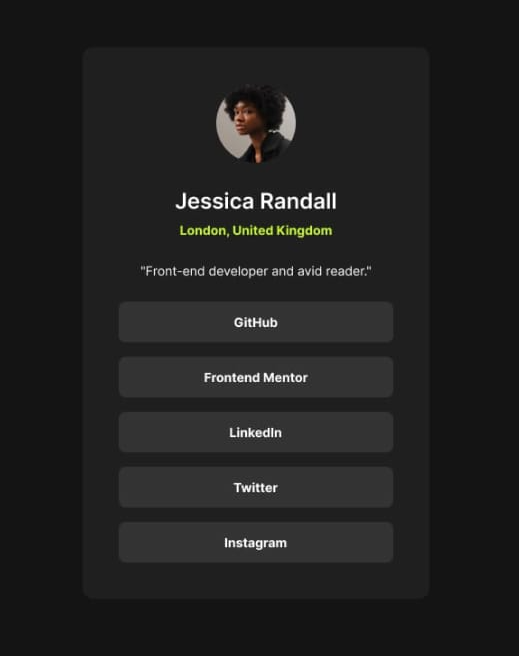 Jessica Randall
London, United Kingdom
"Front-end developer and avid reader."
GitHub
Frontend Mentor
LinkedIn
Twitter
Instagram